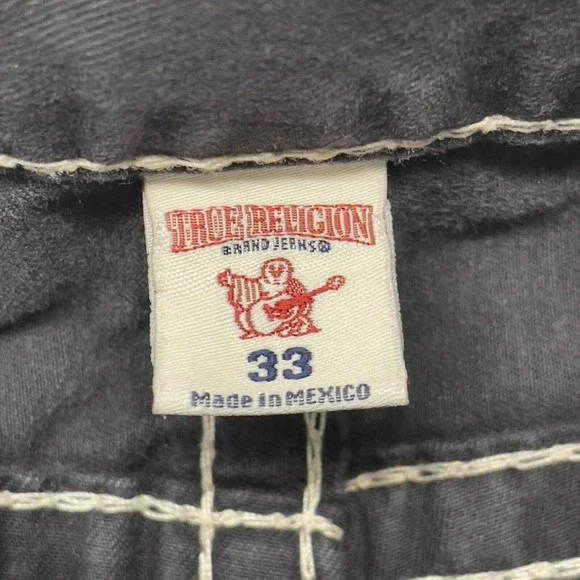 TRUE RELIGION
BRAND JEANS®
33
Made in MEXICO